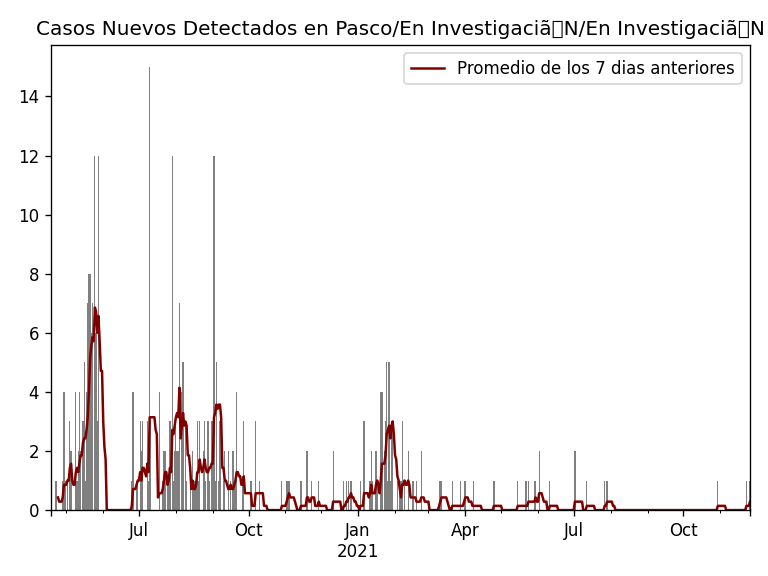 Casos Nuevos Detectados en Pasco/En Investigaciã▯N/En Investigaciã▯N
Promedio de los 7 dias anteriores
14
12
10
8
6
4
2
0
Jul
Oct
Jan
2021
Apr
Jul
Oct